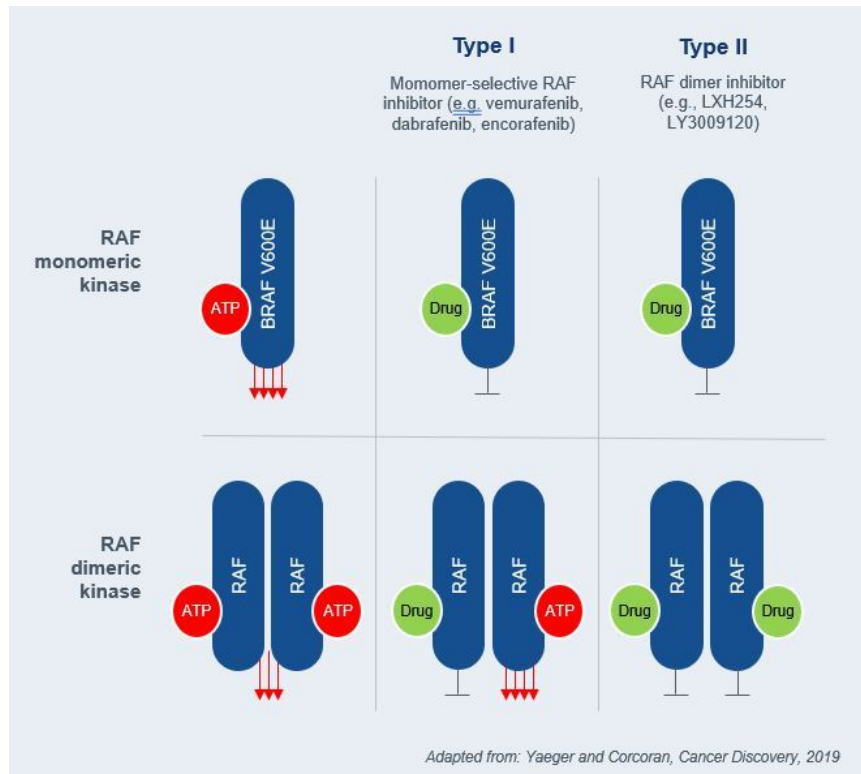 Type I
Momomer-selective RAF
inhibitor (e.g. vemurafenib,
dabrafenib, encorafenib)
Type II
RAF dimer inhibitor
(e.g., LXH254,
LY3009120)
RAF
monomeric
kinase
ATP
BRAF V600E
Drug
BRAF V600E
Drug
BRAF V600E
RAF
dimeric
kinase
ATP
RAF
RAF
ATP
Drug
RAF
RAF
ATP
Drug
RAF
RAF
Drug
Adapted from: Yaeger and Corcoran, Cancer Discovery, 2019